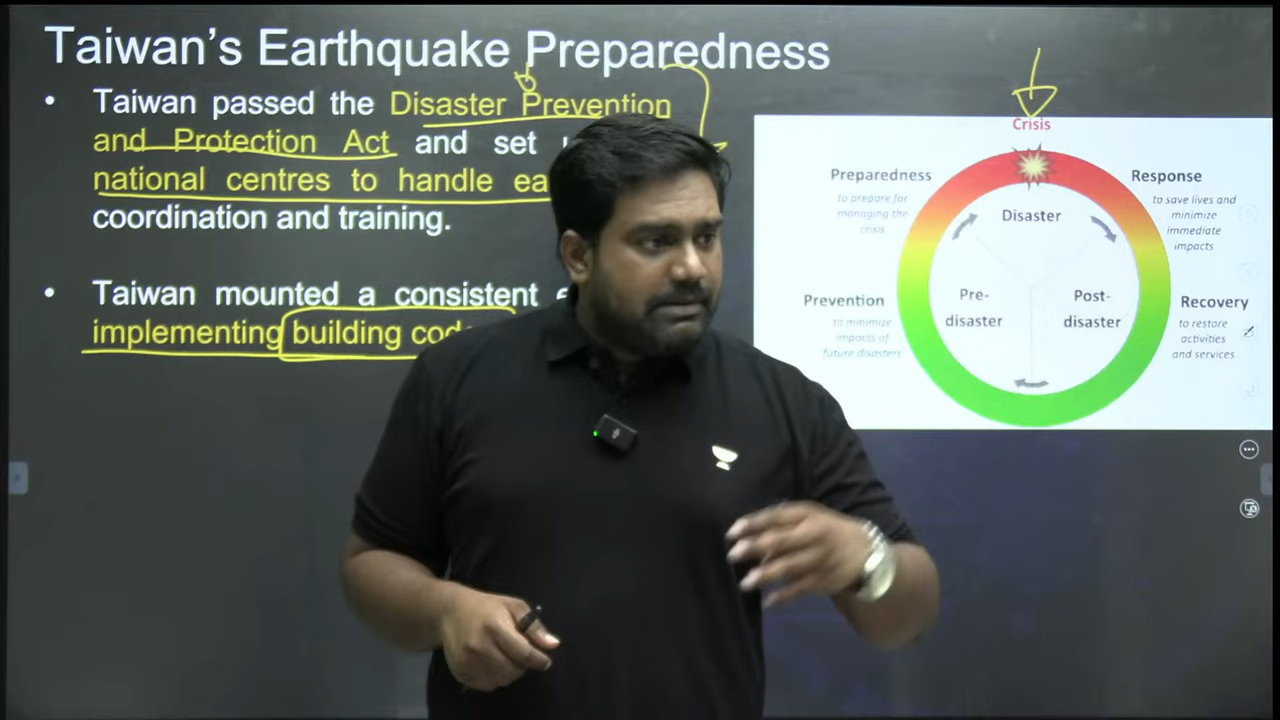 Taiwan's Earthquake Preparedness
• Taiwan passed the Disaster Prevention
and Protection Act and set
national centres to handle
coordination and training.
• Taiwan mounted a consistent
implementing building
Crisis
Preparedness
to prepare for
managing the
crisis
Response
to save lives and
minimize
immediate
impacts
Disaster
Prevention
to minimize
impacts of
future disasters
Pre-
disaster
Post-
disaster
Recovery
to restore
activities
and services